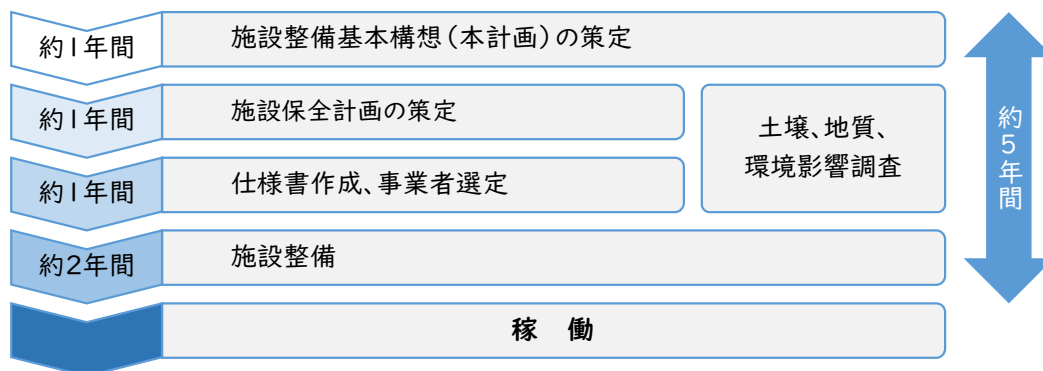 約1年間
施設整備基本構想(本計画)の策定
約1年間
施設保全計画の策定
土壌、地質、
環境影響調査
約1年間
仕様書作成、事業者選定
約2年間
施設整備
稼 働
約5年間